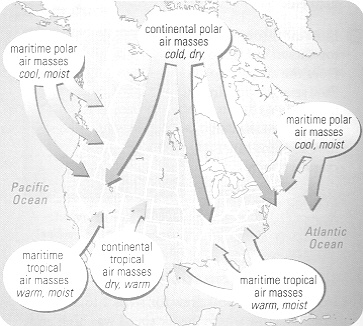 maritime polar
air masses
cool, moist
continental polar
air masses
cold, dry
maritime polar
air masses
cool, moist
Pacific
Ocean
Atlantic
Ocean
maritime
tropical
air masses
warm, moist
continental
tropical
air masses
dry, warm
maritime tropical
air masses
warm, moist